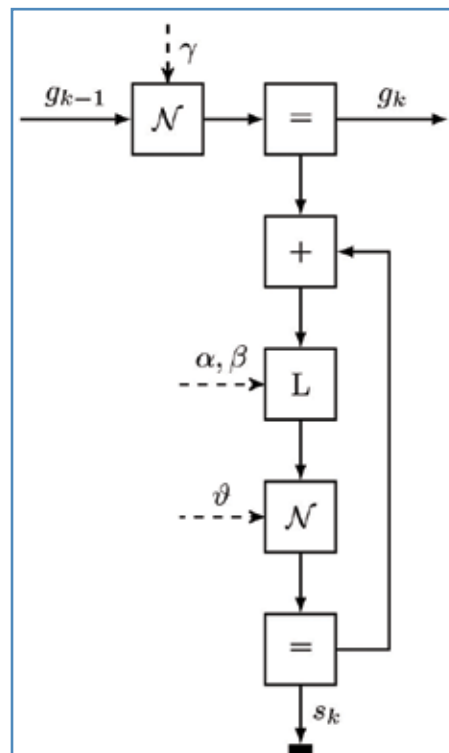 γ
g_{k−1} 𝒩 = g_k
+
α, β L
ϑ 𝒩
=
s_k